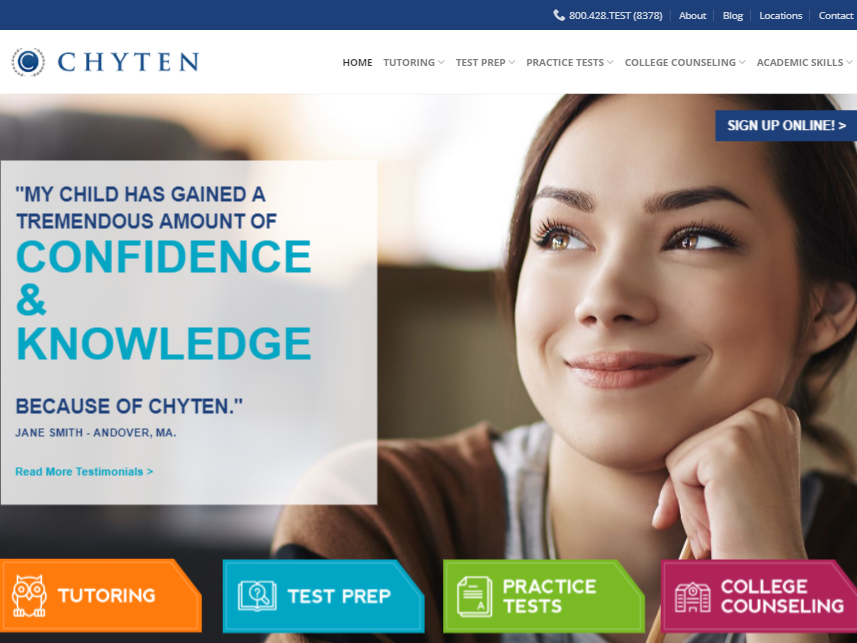 800.428.TEST (8378) About Blog Locations Contact
CHYTEN
HOME TUTORING TEST PREP PRACTICE TESTS COLLEGE COUNSELING ACADEMIC SKILLS
SIGN UP ONLINE! >
"MY CHILD HAS GAINED A
TREMENDOUS AMOUNT OF
CONFIDENCE
&
KNOWLEDGE
BECAUSE OF CHYTEN."
JANE SMITH - ANDOVER, MA.
Read More Testimonials >
TUTORING
TEST PREP
PRACTICE
TESTS
COLLEGE
COUNSELING